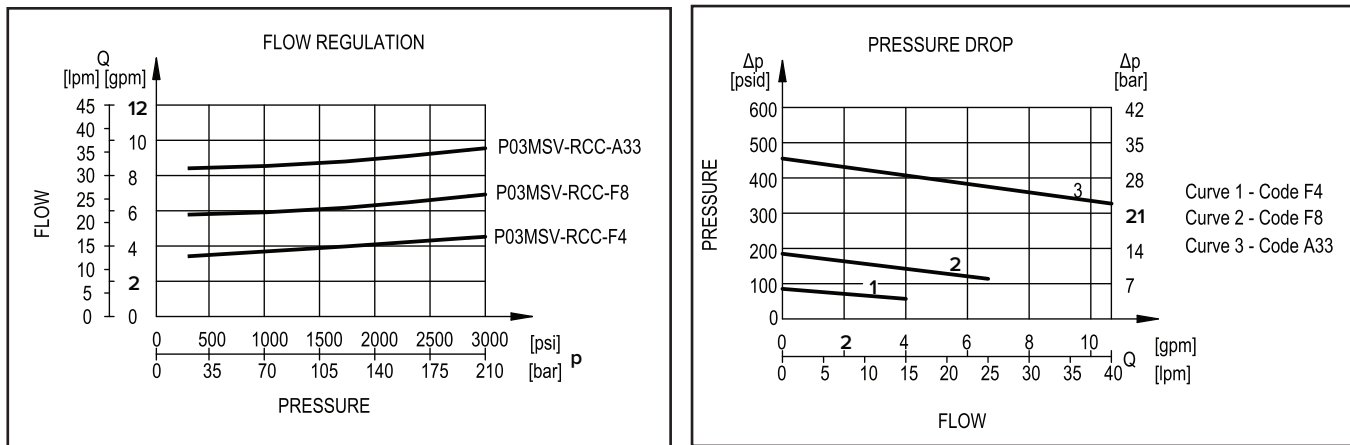 FLOW REGULATION
Q
[lpm] [gpm]
45 12
40
35 10
30 8
25
20 6
15 4
10
5 2
0 0
FLOW
P03MSV-RCC-A33
P03MSV-RCC-F8
P03MSV-RCC-F4
0 500 1000 1500 2000 2500 3000 [psi]
0 35 70 105 140 175 210 [bar] p
PRESSURE
PRESSURE DROP
Δp Δp
[psid] [bar]
600 42
500 35
400 28
300 21
200 14
100 7
0
PRESSURE
3
2
1
0 2 4 6 8 10 [gpm]
0 5 10 15 20 25 30 35 40 Q [lpm]
FLOW
Curve 1 - Code F4
Curve 2 - Code F8
Curve 3 - Code A33